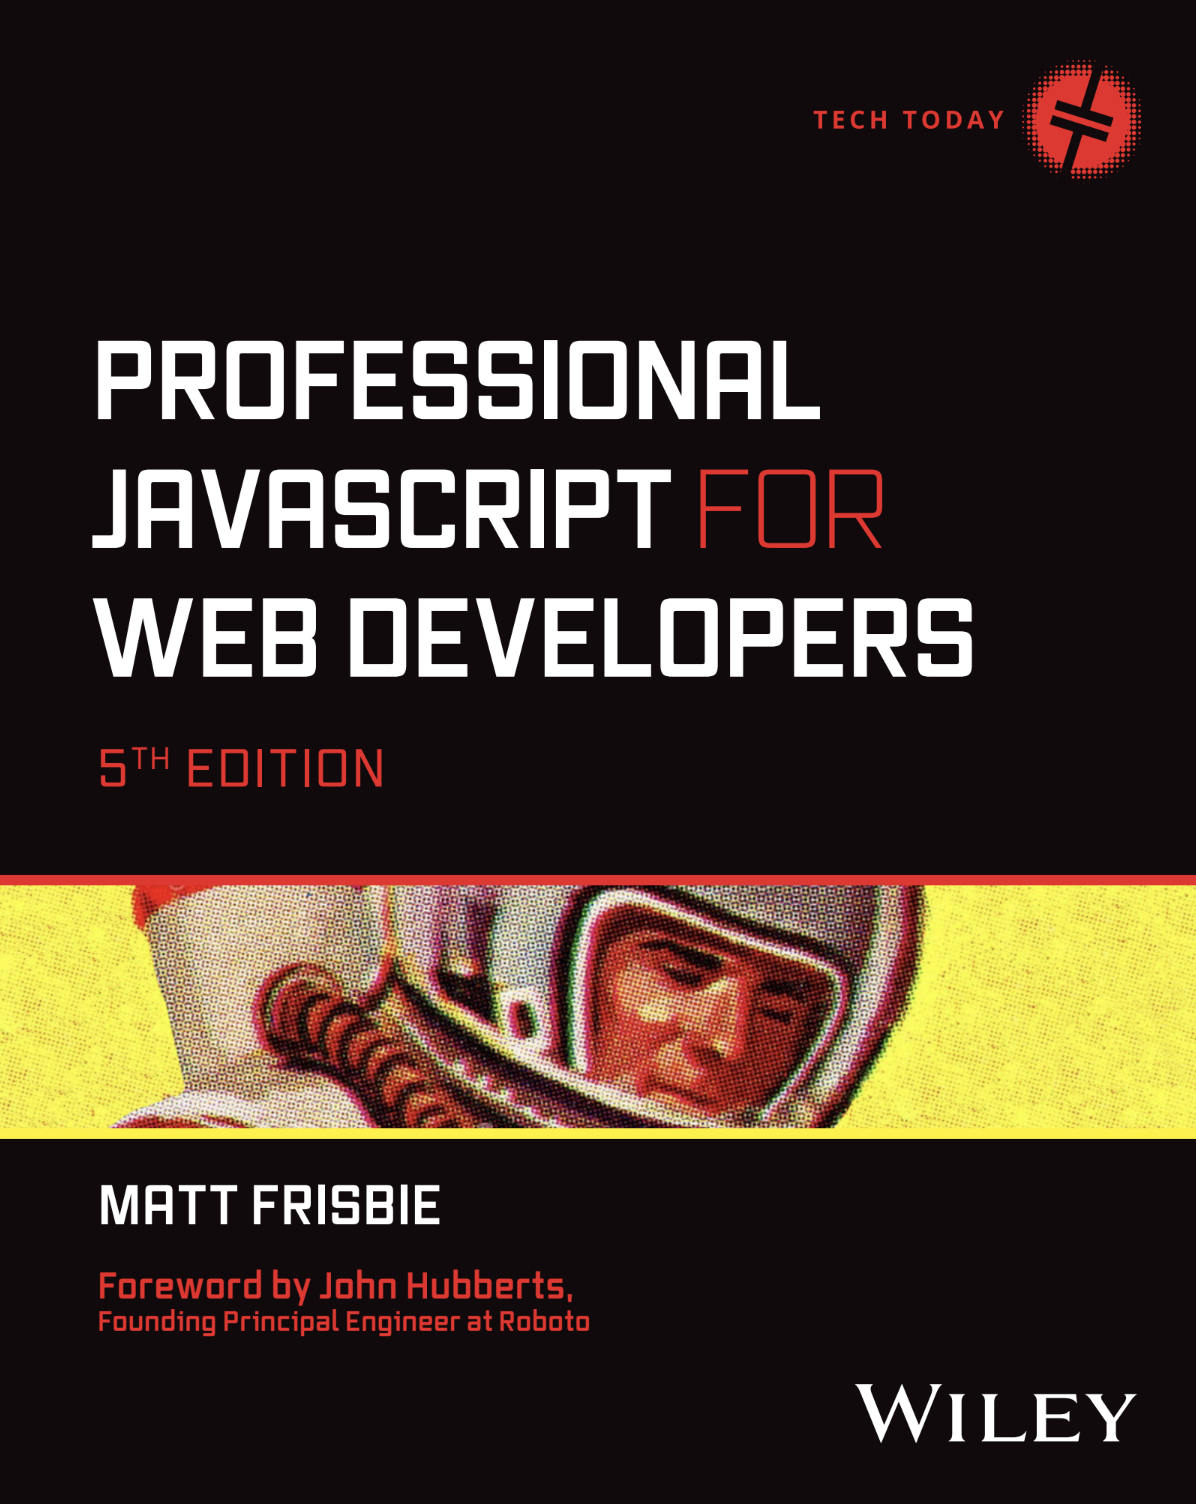 TECH TODAY
PROFESSIONAL
JAVASCRIPT FOR
WEB DEVELOPERS
5TH EDITION
MATT FRISBIE
Foreword by John Hubberts,
Founding Principal Engineer at Roboto
WILEY